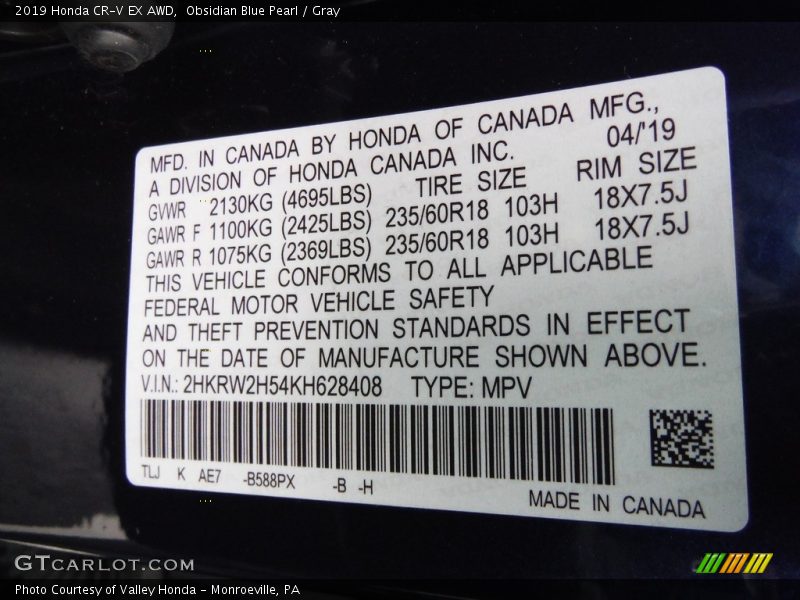 2019 Honda CR-V EX AWD,  Obsidian Blue Pearl / Gray
MFD. IN CANADA BY HONDA OF CANADA MFG.,
A DIVISION OF HONDA CANADA INC. 04/'19
GVWR 2130KG (4695LBS) TIRE SIZE RIM SIZE
GAWR F 1100KG (2425LBS) 235/60R18 103H 18X7.5J
GAWR R 1075KG (2369LBS) 235/60R18 103H 18X7.5J
THIS VEHICLE CONFORMS TO ALL APPLICABLE
FEDERAL MOTOR VEHICLE SAFETY
AND THEFT PREVENTION STANDARDS IN EFFECT
ON THE DATE OF MANUFACTURE SHOWN ABOVE.
V.I.N.: 2HKRW2H54KH628408 TYPE: MPV
TLJ K AE7 -B588PX -B -H
MADE IN CANADA
GTCARLOT.COM
Photo Courtesy of Valley Honda - Monroeville, PA